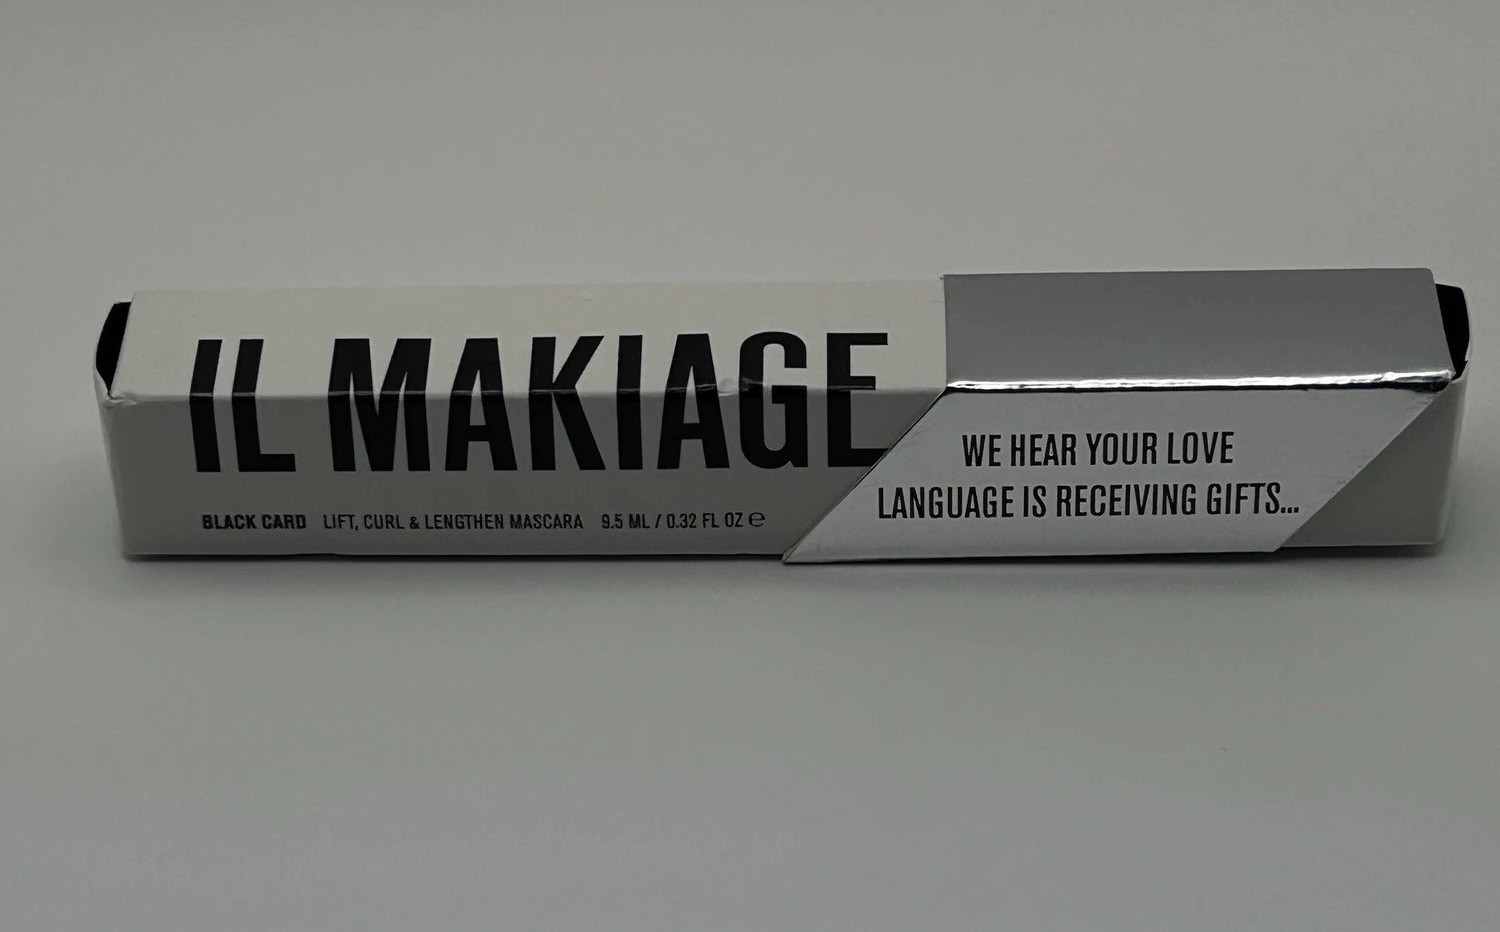 IL MAKIAGE
BLACK CARD LIFT, CURL & LENGTHEN MASCARA 9.5 ML / 0.32 FL OZ ℮
WE HEAR YOUR LOVE
LANGUAGE IS RECEIVING GIFTS...